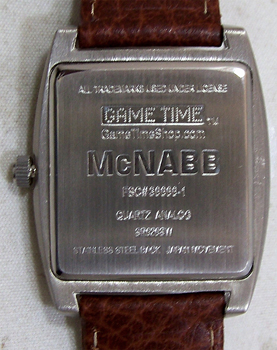 ALL TRADEMARKS USED UNDER LICENSE
GAME TIME
GameTimeShop.com
McNABB
QUARTZ ANALOG
STAINLESS STEEL BACK JAPAN MOVEMENT